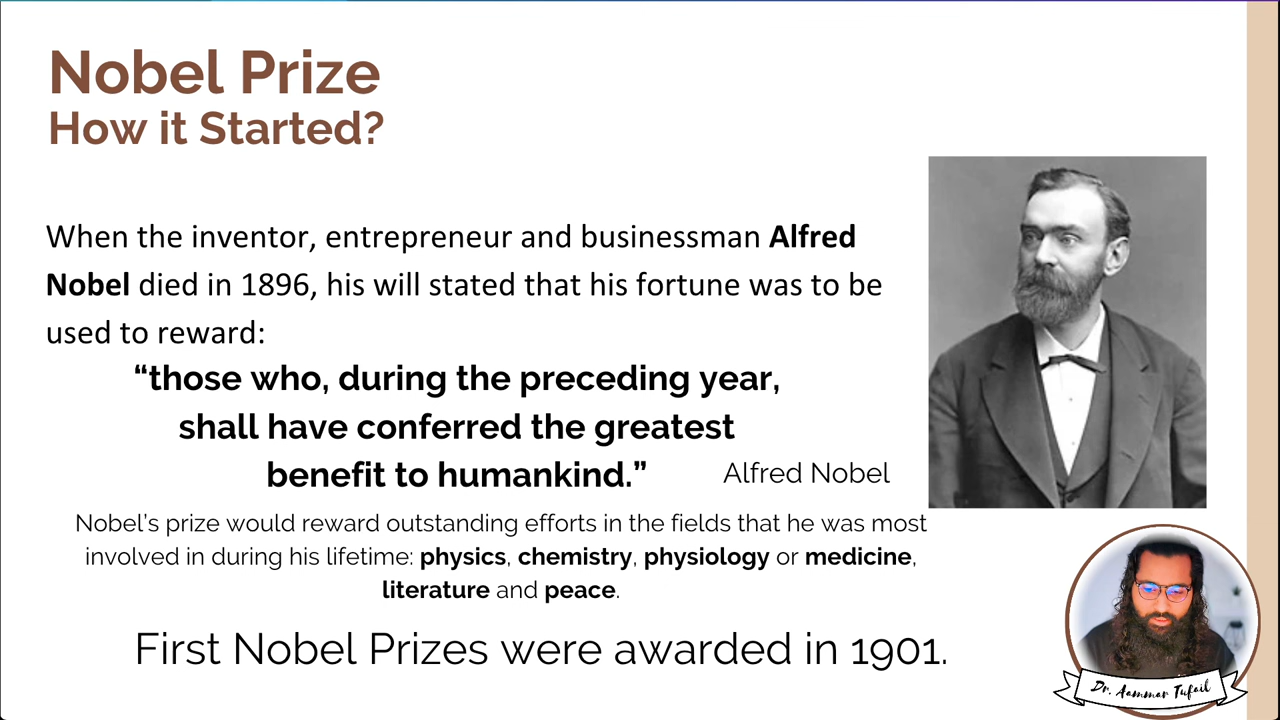 Nobel Prize
How it Started?
When the inventor, entrepreneur and businessman Alfred
Nobel died in 1896, his will stated that his fortune was to be
used to reward:
“those who, during the preceding year,
shall have conferred the greatest
benefit to humankind.”
Alfred Nobel
Nobel’s prize would reward outstanding efforts in the fields that he was most
involved in during his lifetime: physics, chemistry, physiology or medicine,
literature and peace.
First Nobel Prizes were awarded in 1901.
Dr. Aammar Tufail